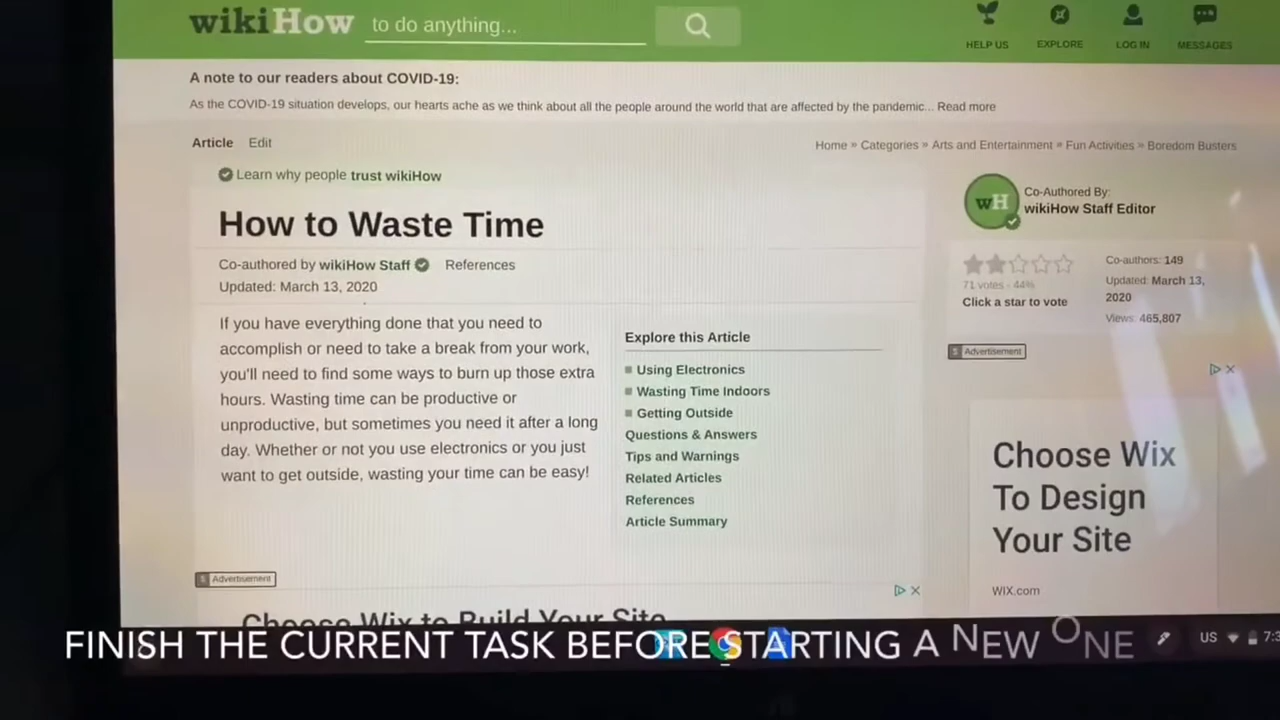 wikiHow to do anything...
HELP US
EXPLORE
LOG IN
MESSAGES
A note to our readers about COVID-19:
As the COVID-19 situation develops, our hearts ache as we think about all the people around the world that are affected by the pandemic... Read more
Article Edit
Home » Categories » Arts and Entertainment » Fun Activities » Boredom Busters
Learn why people trust wikiHow
How to Waste Time
Co-authored by wikiHow Staff References
Updated: March 13, 2020
If you have everything done that you need to
accomplish or need to take a break from your work,
you'll need to find some ways to burn up those extra
hours. Wasting time can be productive or
unproductive, but sometimes you need it after a long
day. Whether or not you use electronics or you just
want to get outside, wasting your time can be easy!
Explore this Article
Using Electronics
Wasting Time Indoors
Getting Outside
Questions & Answers
Tips and Warnings
Related Articles
References
Article Summary
wH
Co-Authored By:
wikiHow Staff Editor
71 votes - 44%
Click a star to vote
Co-authors: 149
Updated: March 13,
2020
Views: 465,807
Advertisement
Choose Wix
To Design
Your Site
WIX.com
Advertisement
Choose Wix to Build Your Site
FINISH THE CURRENT TASK BEFORE STARTING A NEW ONE
US